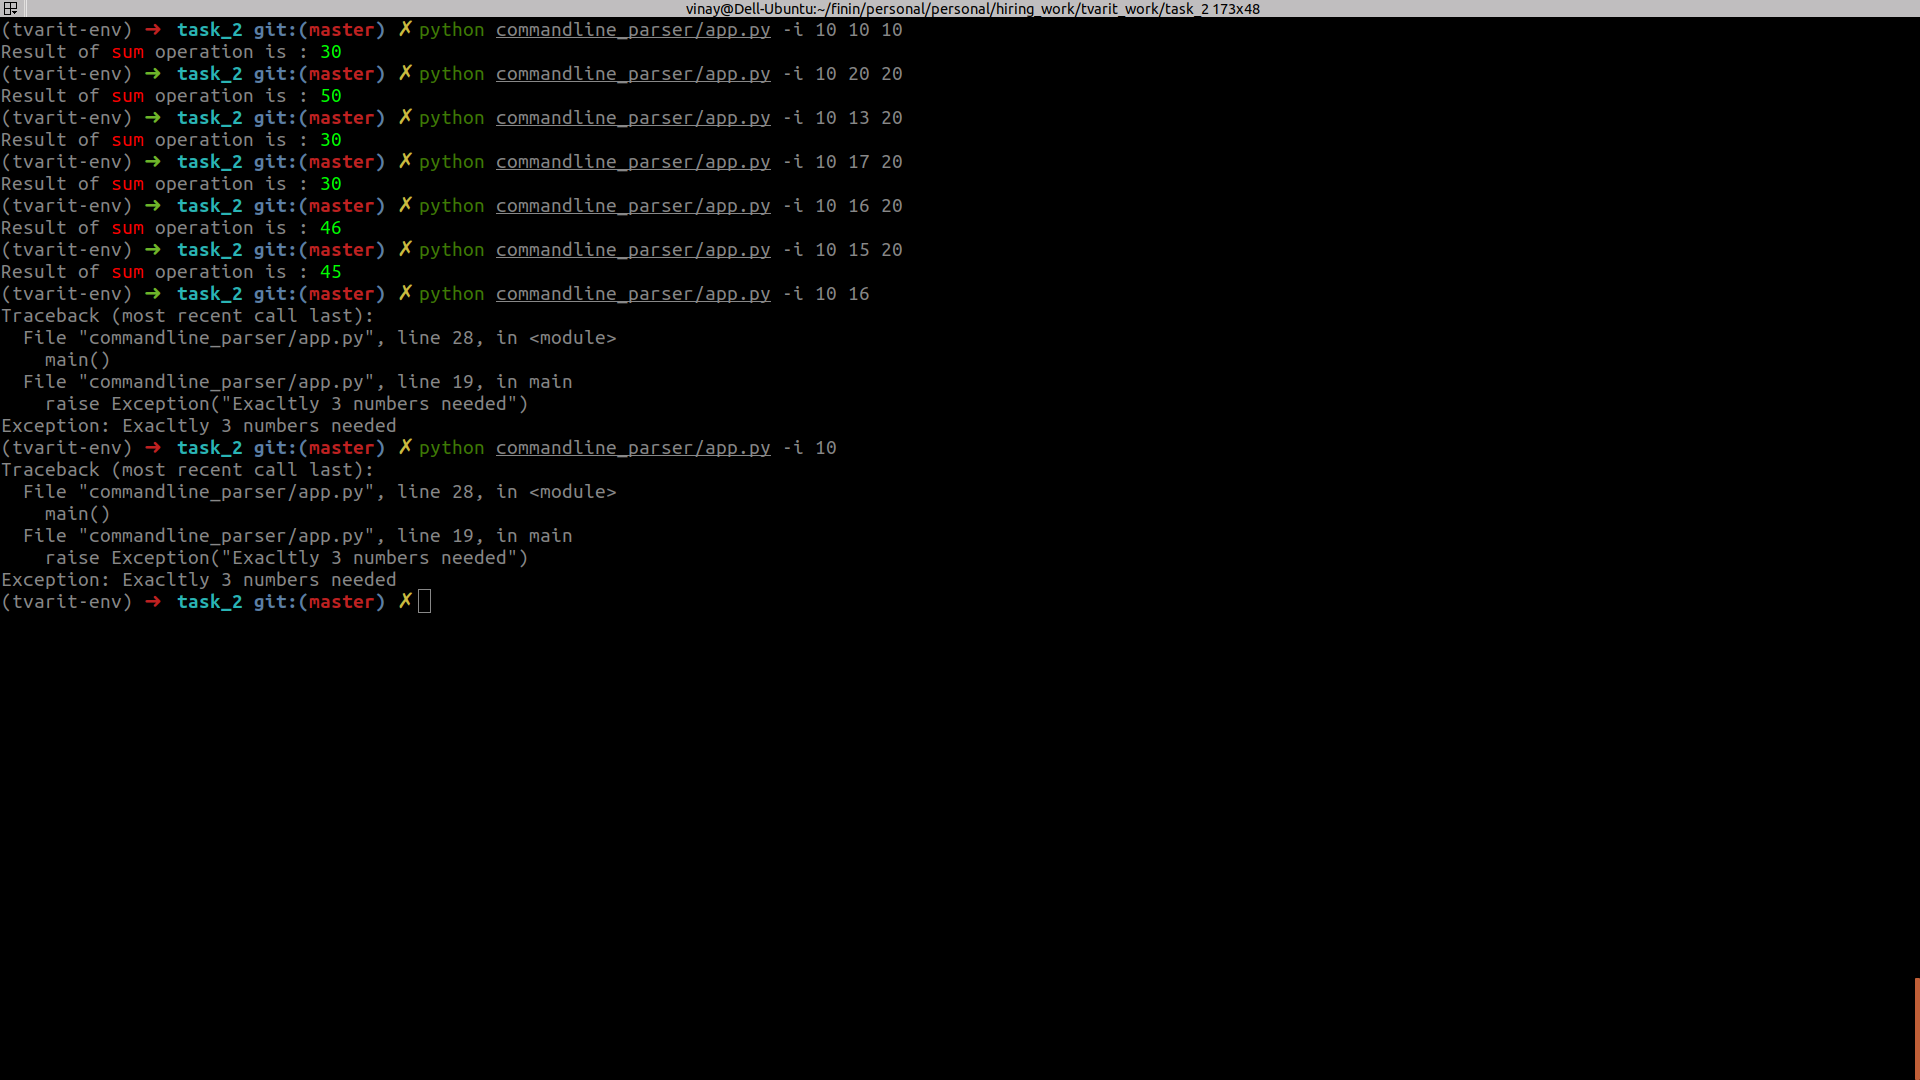 vinay@Dell-Ubuntu:~/finin/personal/personal/hiring_work/tvarit_work/task_2 173x48
(tvarit-env) ➜ task_2 git:(master) ✗ python commandline_parser/app.py -i 10 10 10
Result of sum operation is : 30
(tvarit-env) ➜ task_2 git:(master) ✗ python commandline_parser/app.py -i 10 20 20
Result of sum operation is : 50
(tvarit-env) ➜ task_2 git:(master) ✗ python commandline_parser/app.py -i 10 13 20
Result of sum operation is : 30
(tvarit-env) ➜ task_2 git:(master) ✗ python commandline_parser/app.py -i 10 17 20
Result of sum operation is : 30
(tvarit-env) ➜ task_2 git:(master) ✗ python commandline_parser/app.py -i 10 16 20
Result of sum operation is : 46
(tvarit-env) ➜ task_2 git:(master) ✗ python commandline_parser/app.py -i 10 15 20
Result of sum operation is : 45
(tvarit-env) ➜ task_2 git:(master) ✗ python commandline_parser/app.py -i 10 16
Traceback (most recent call last):
  File "commandline_parser/app.py", line 28, in <module>
    main()
  File "commandline_parser/app.py", line 19, in main
    raise Exception("Exacltly 3 numbers needed")
Exception: Exacltly 3 numbers needed
(tvarit-env) ➜ task_2 git:(master) ✗ python commandline_parser/app.py -i 10
Traceback (most recent call last):
  File "commandline_parser/app.py", line 28, in <module>
    main()
  File "commandline_parser/app.py", line 19, in main
    raise Exception("Exacltly 3 numbers needed")
Exception: Exacltly 3 numbers needed
(tvarit-env) ➜ task_2 git:(master) ✗